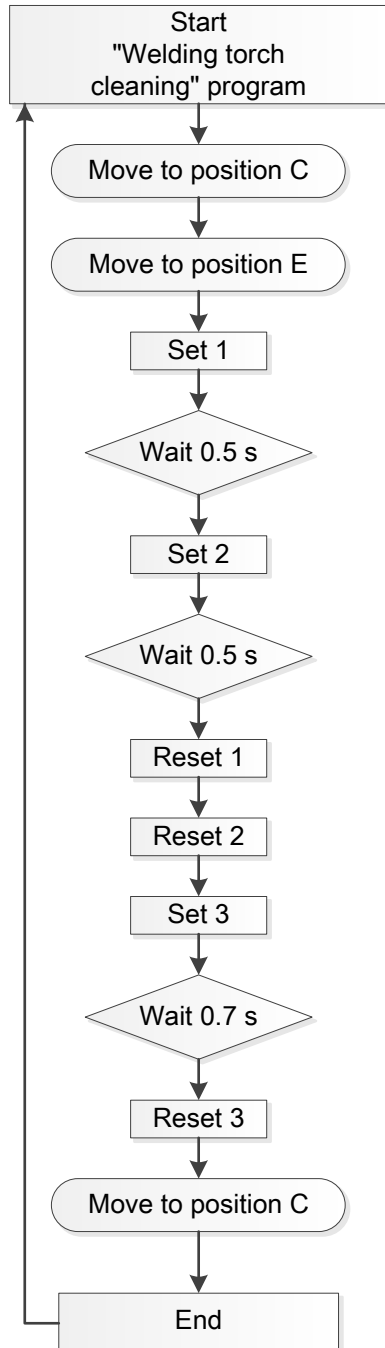 Start
"Welding torch
cleaning" program
Move to position C
Move to position E
Set 1
Wait 0.5 s
Set 2
Wait 0.5 s
Reset 1
Reset 2
Set 3
Wait 0.7 s
Reset 3
Move to position C
End